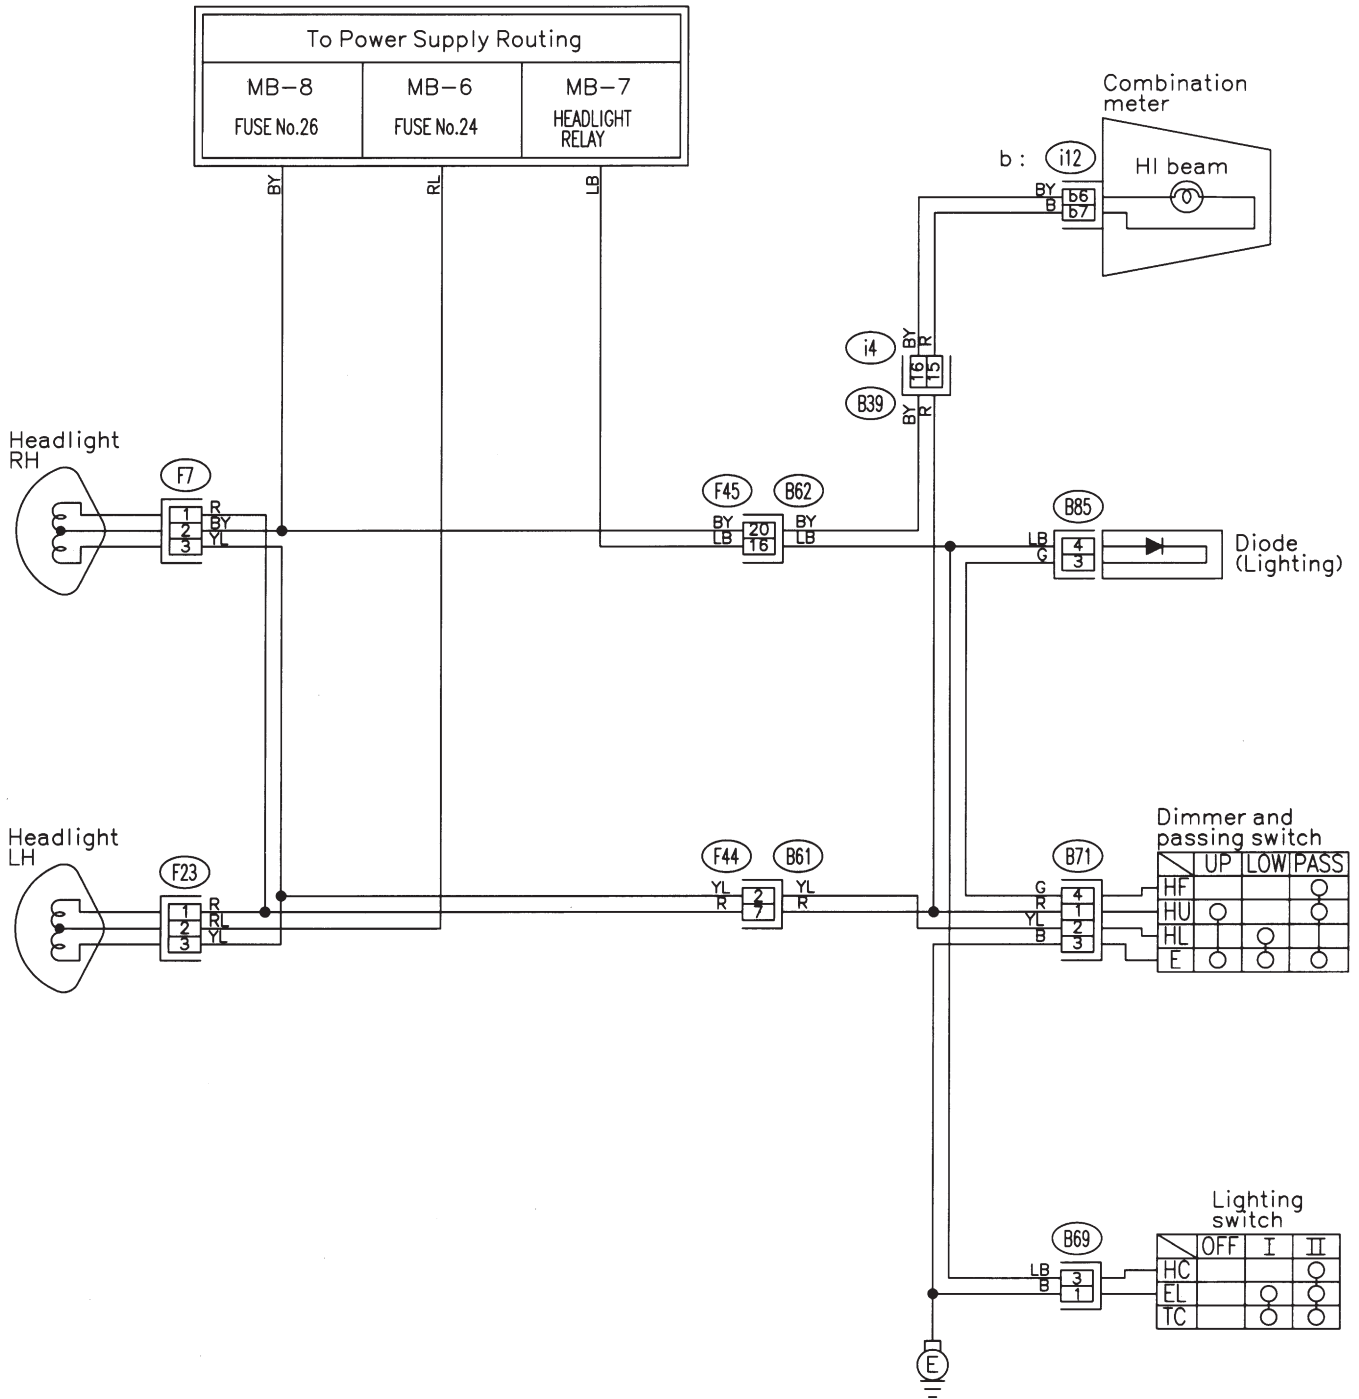 To Power Supply Routing
MB-8
FUSE No.26
MB-6
FUSE No.24
MB-7
HEADLIGHT
RELAY
BY
RL
LB
Combination
meter
b :
i12
HI beam
BY
B
b6
b7
i4
BY
R
16
15
B39
BY
R
Headlight
RH
F7
1
2
3
R
BY
YL
F45
B62
BY
LB
20
16
BY
LB
B85
LB
G
4
3
Diode
(Lighting)
Headlight
LH
F23
1
2
3
R
RL
YL
F44
B61
YL
R
2
7
YL
R
B71
G
R
YL
B
4
1
2
3
Dimmer and
passing switch
UP LOW PASS
HF
HU
HL
E
Lighting
switch
OFF I II
HC
EL
TC
B69
LB
B
3
1
E